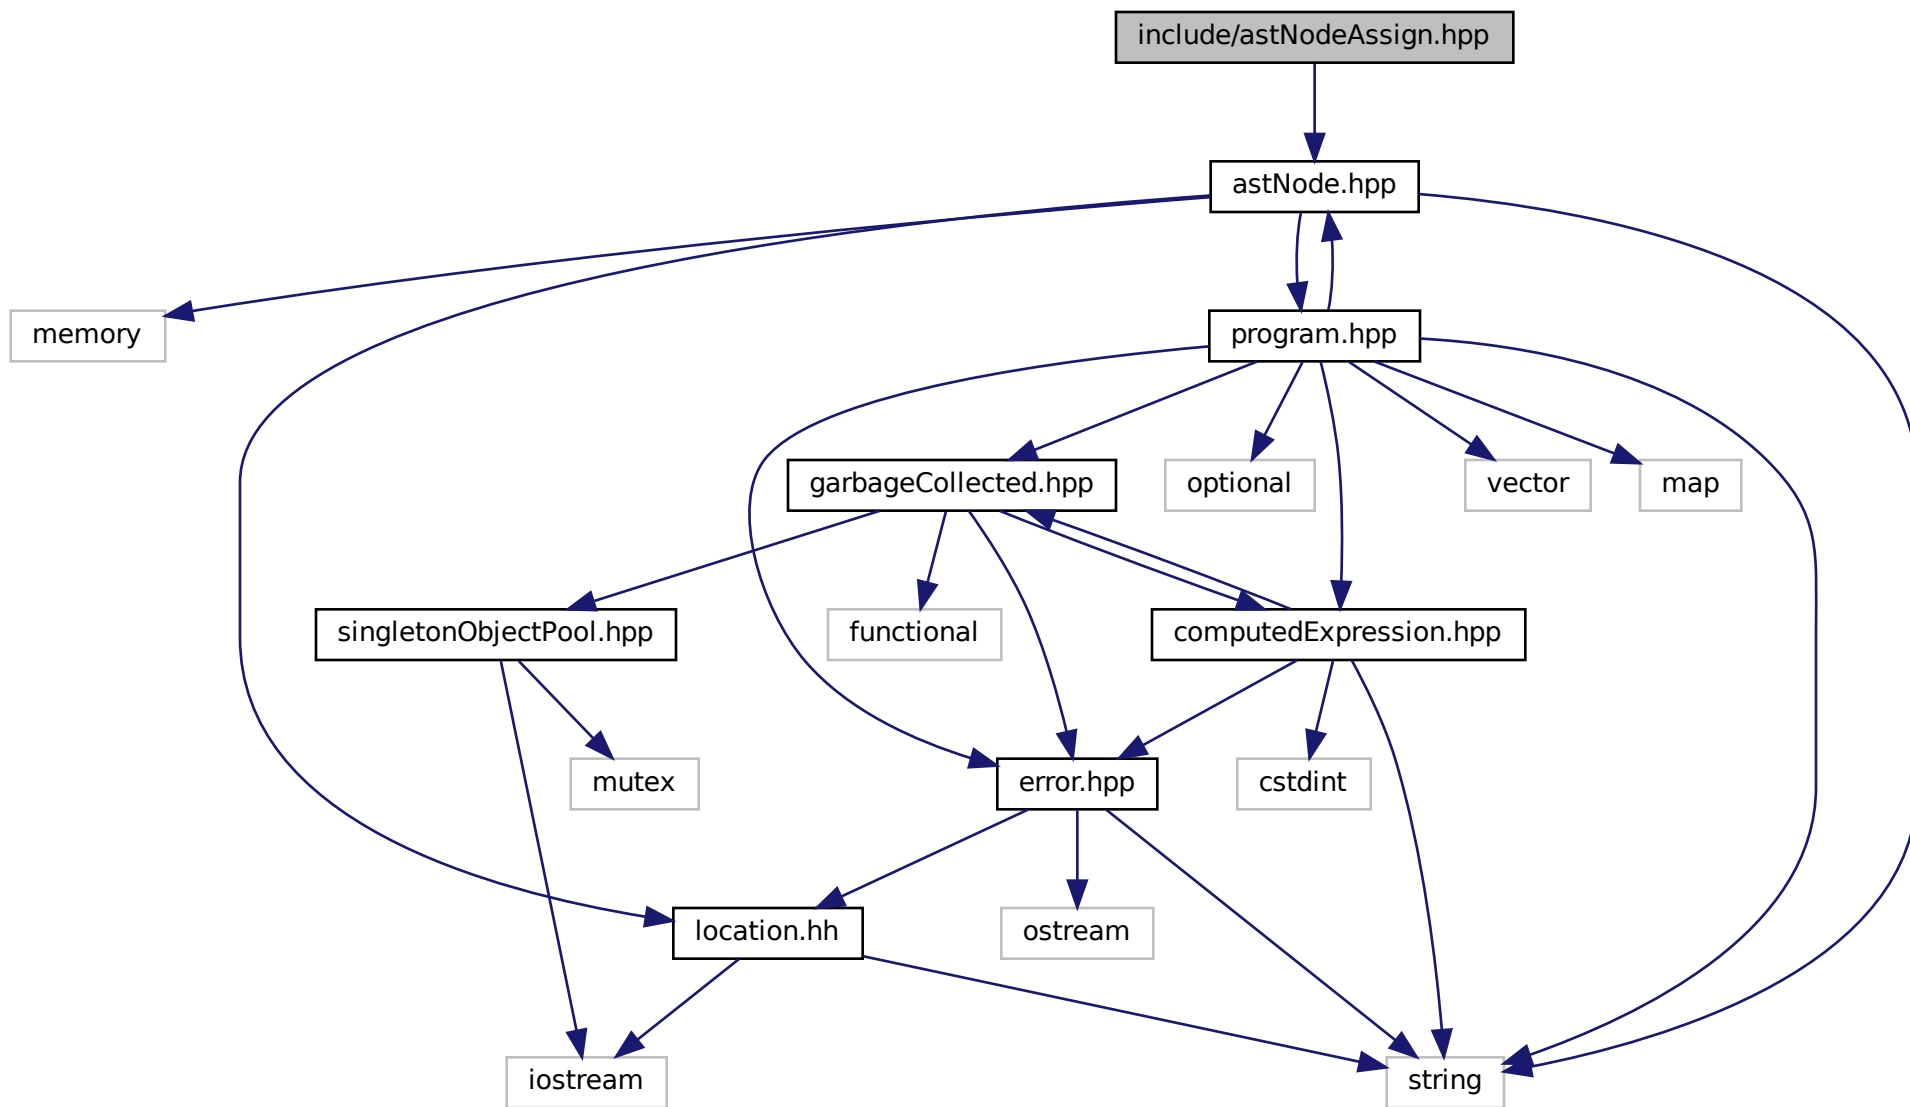 include/astNodeAssign.hpp
astNode.hpp
memory
program.hpp
garbageCollected.hpp
optional
vector
map
singletonObjectPool.hpp
functional
computedExpression.hpp
mutex
error.hpp
cstdint
location.hh
ostream
iostream
string